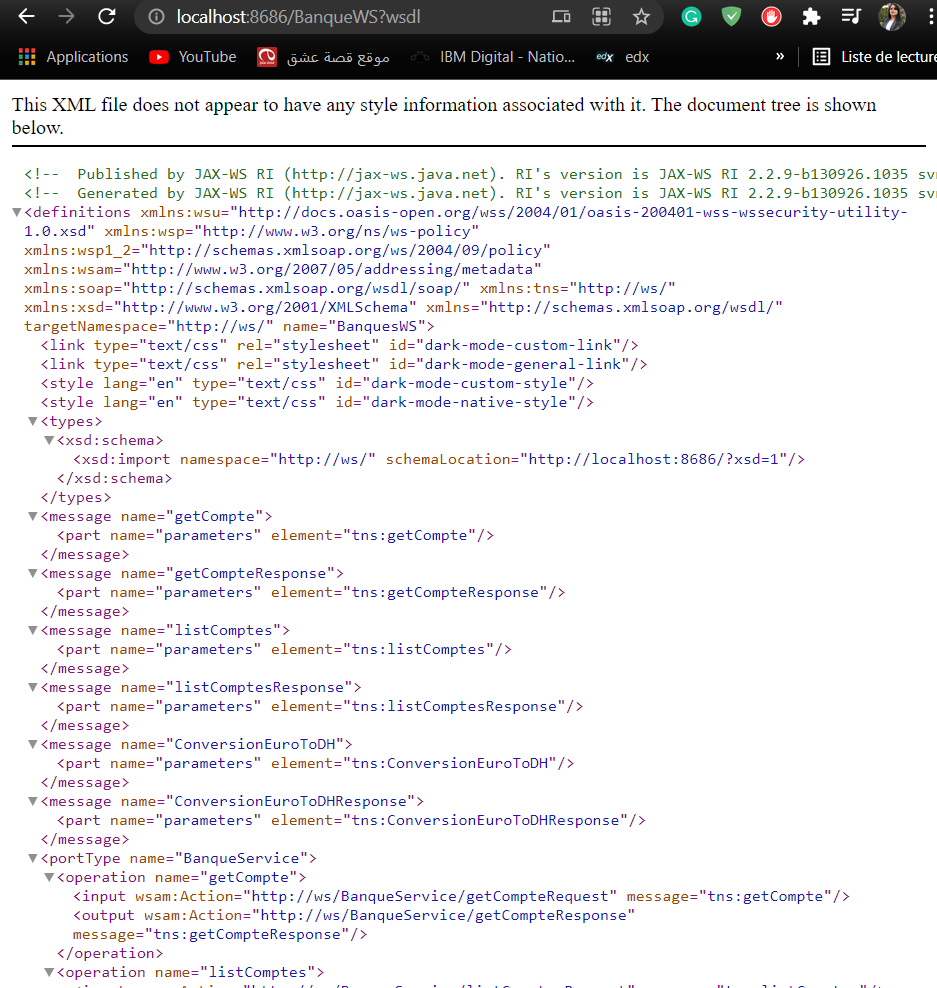 localhost:8686/BanqueWS?wsdl
Applications YouTube موقع قصة عشق IBM Digital - Natio... edx edx » Liste de lecture
This XML file does not appear to have any style information associated with it. The document tree is shown
below.
<!-- Published by JAX-WS RI (http://jax-ws.java.net). RI's version is JAX-WS RI 2.2.9-b130926.1035 svn
<!-- Generated by JAX-WS RI (http://jax-ws.java.net). RI's version is JAX-WS RI 2.2.9-b130926.1035 svn
▼<definitions xmlns:wsu="http://docs.oasis-open.org/wss/2004/01/oasis-200401-wss-wssecurity-utility-
1.0.xsd" xmlns:wsp="http://www.w3.org/ns/ws-policy"
xmlns:wsp1_2="http://schemas.xmlsoap.org/ws/2004/09/policy"
xmlns:wsam="http://www.w3.org/2007/05/addressing/metadata"
xmlns:soap="http://schemas.xmlsoap.org/wsdl/soap/" xmlns:tns="http://ws/"
xmlns:xsd="http://www.w3.org/2001/XMLSchema" xmlns="http://schemas.xmlsoap.org/wsdl/"
targetNamespace="http://ws/" name="BanquesWS">
<link type="text/css" rel="stylesheet" id="dark-mode-custom-link"/>
<link type="text/css" rel="stylesheet" id="dark-mode-general-link"/>
<style lang="en" type="text/css" id="dark-mode-custom-style"/>
<style lang="en" type="text/css" id="dark-mode-native-style"/>
▼<types>
▼<xsd:schema>
<xsd:import namespace="http://ws/" schemaLocation="http://localhost:8686/?xsd=1"/>
</xsd:schema>
</types>
▼<message name="getCompte">
<part name="parameters" element="tns:getCompte"/>
</message>
▼<message name="getCompteResponse">
<part name="parameters" element="tns:getCompteResponse"/>
</message>
▼<message name="listComptes">
<part name="parameters" element="tns:listComptes"/>
</message>
▼<message name="listComptesResponse">
<part name="parameters" element="tns:listComptesResponse"/>
</message>
▼<message name="ConversionEuroToDH">
<part name="parameters" element="tns:ConversionEuroToDH"/>
</message>
▼<message name="ConversionEuroToDHResponse">
<part name="parameters" element="tns:ConversionEuroToDHResponse"/>
</message>
▼<portType name="BanqueService">
▼<operation name="getCompte">
<input wsam:Action="http://ws/BanqueService/getCompteRequest" message="tns:getCompte"/>
<output wsam:Action="http://ws/BanqueService/getCompteResponse"
message="tns:getCompteResponse"/>
</operation>
▼<operation name="listComptes">